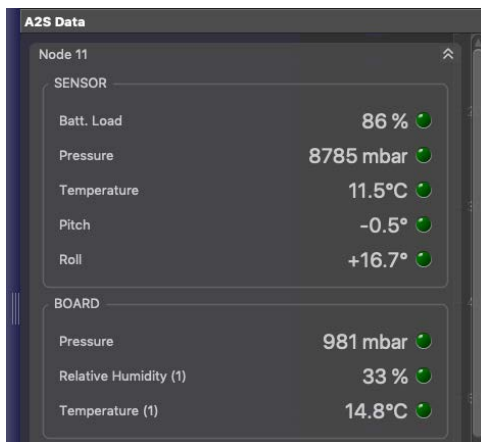 A2S Data
Node 11
SENSOR
Batt. Load 86 %
Pressure 8785 mbar
Temperature 11.5°C
Pitch -0.5°
Roll +16.7°
BOARD
Pressure 981 mbar
Relative Humidity (1) 33 %
Temperature (1) 14.8°C